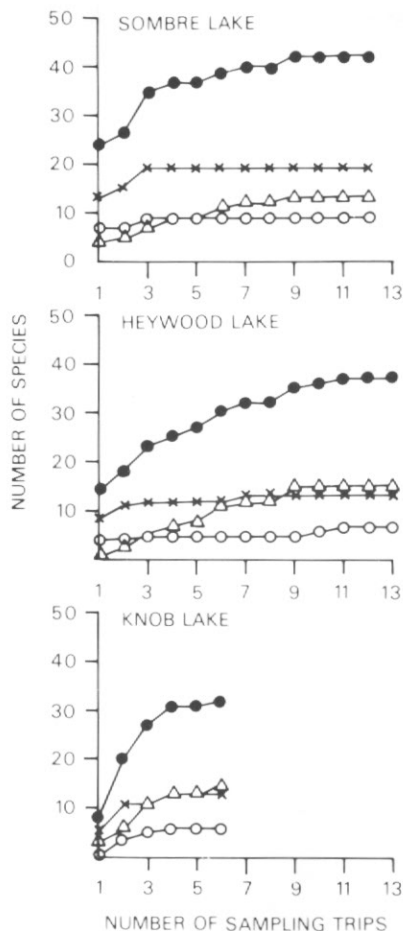 SOMBRE LAKE
50
40
30
20
10
0
1 3 5 7 9 11 13
HEYWOOD LAKE
50
40
30
20
10
1 3 5 7 9 11 13
KNOB LAKE
50
40
30
20
10
1 3 5 7 9 11 13
NUMBER OF SPECIES
NUMBER OF SAMPLING TRIPS